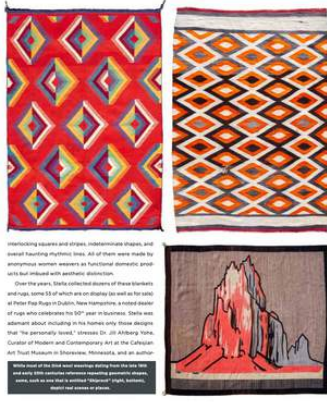 interlocking squares and stripes, indeterminate shapes, and
overall haunting rhythmic lines. All of them were made by
anonymous women weavers as functional domestic prod-
ucts but imbued with aesthetic distinction.
Over the years, Stella collected dozens of these blankets
and rugs, some 53 of which are on display (as well as for sale)
at Peter Pap Rugs in Dublin, New Hampshire, a noted dealer
of rugs who celebrates his 50th year in business. Stella was
adamant about including in his homes only those designs
that "he personally loved," stresses Dr. Jill Ahlberg Yohe,
Curator of Modern and Contemporary Art at the Cafesjian
Art Trust Museum in Shoreview, Minnesota, and an author-
While most of the Diné wool weavings dating from the late 19th
and early 20th centuries reference repeating geometric shapes,
some, such as one that is entitled "Shiprock" (right, bottom),
depict real scenes or places.